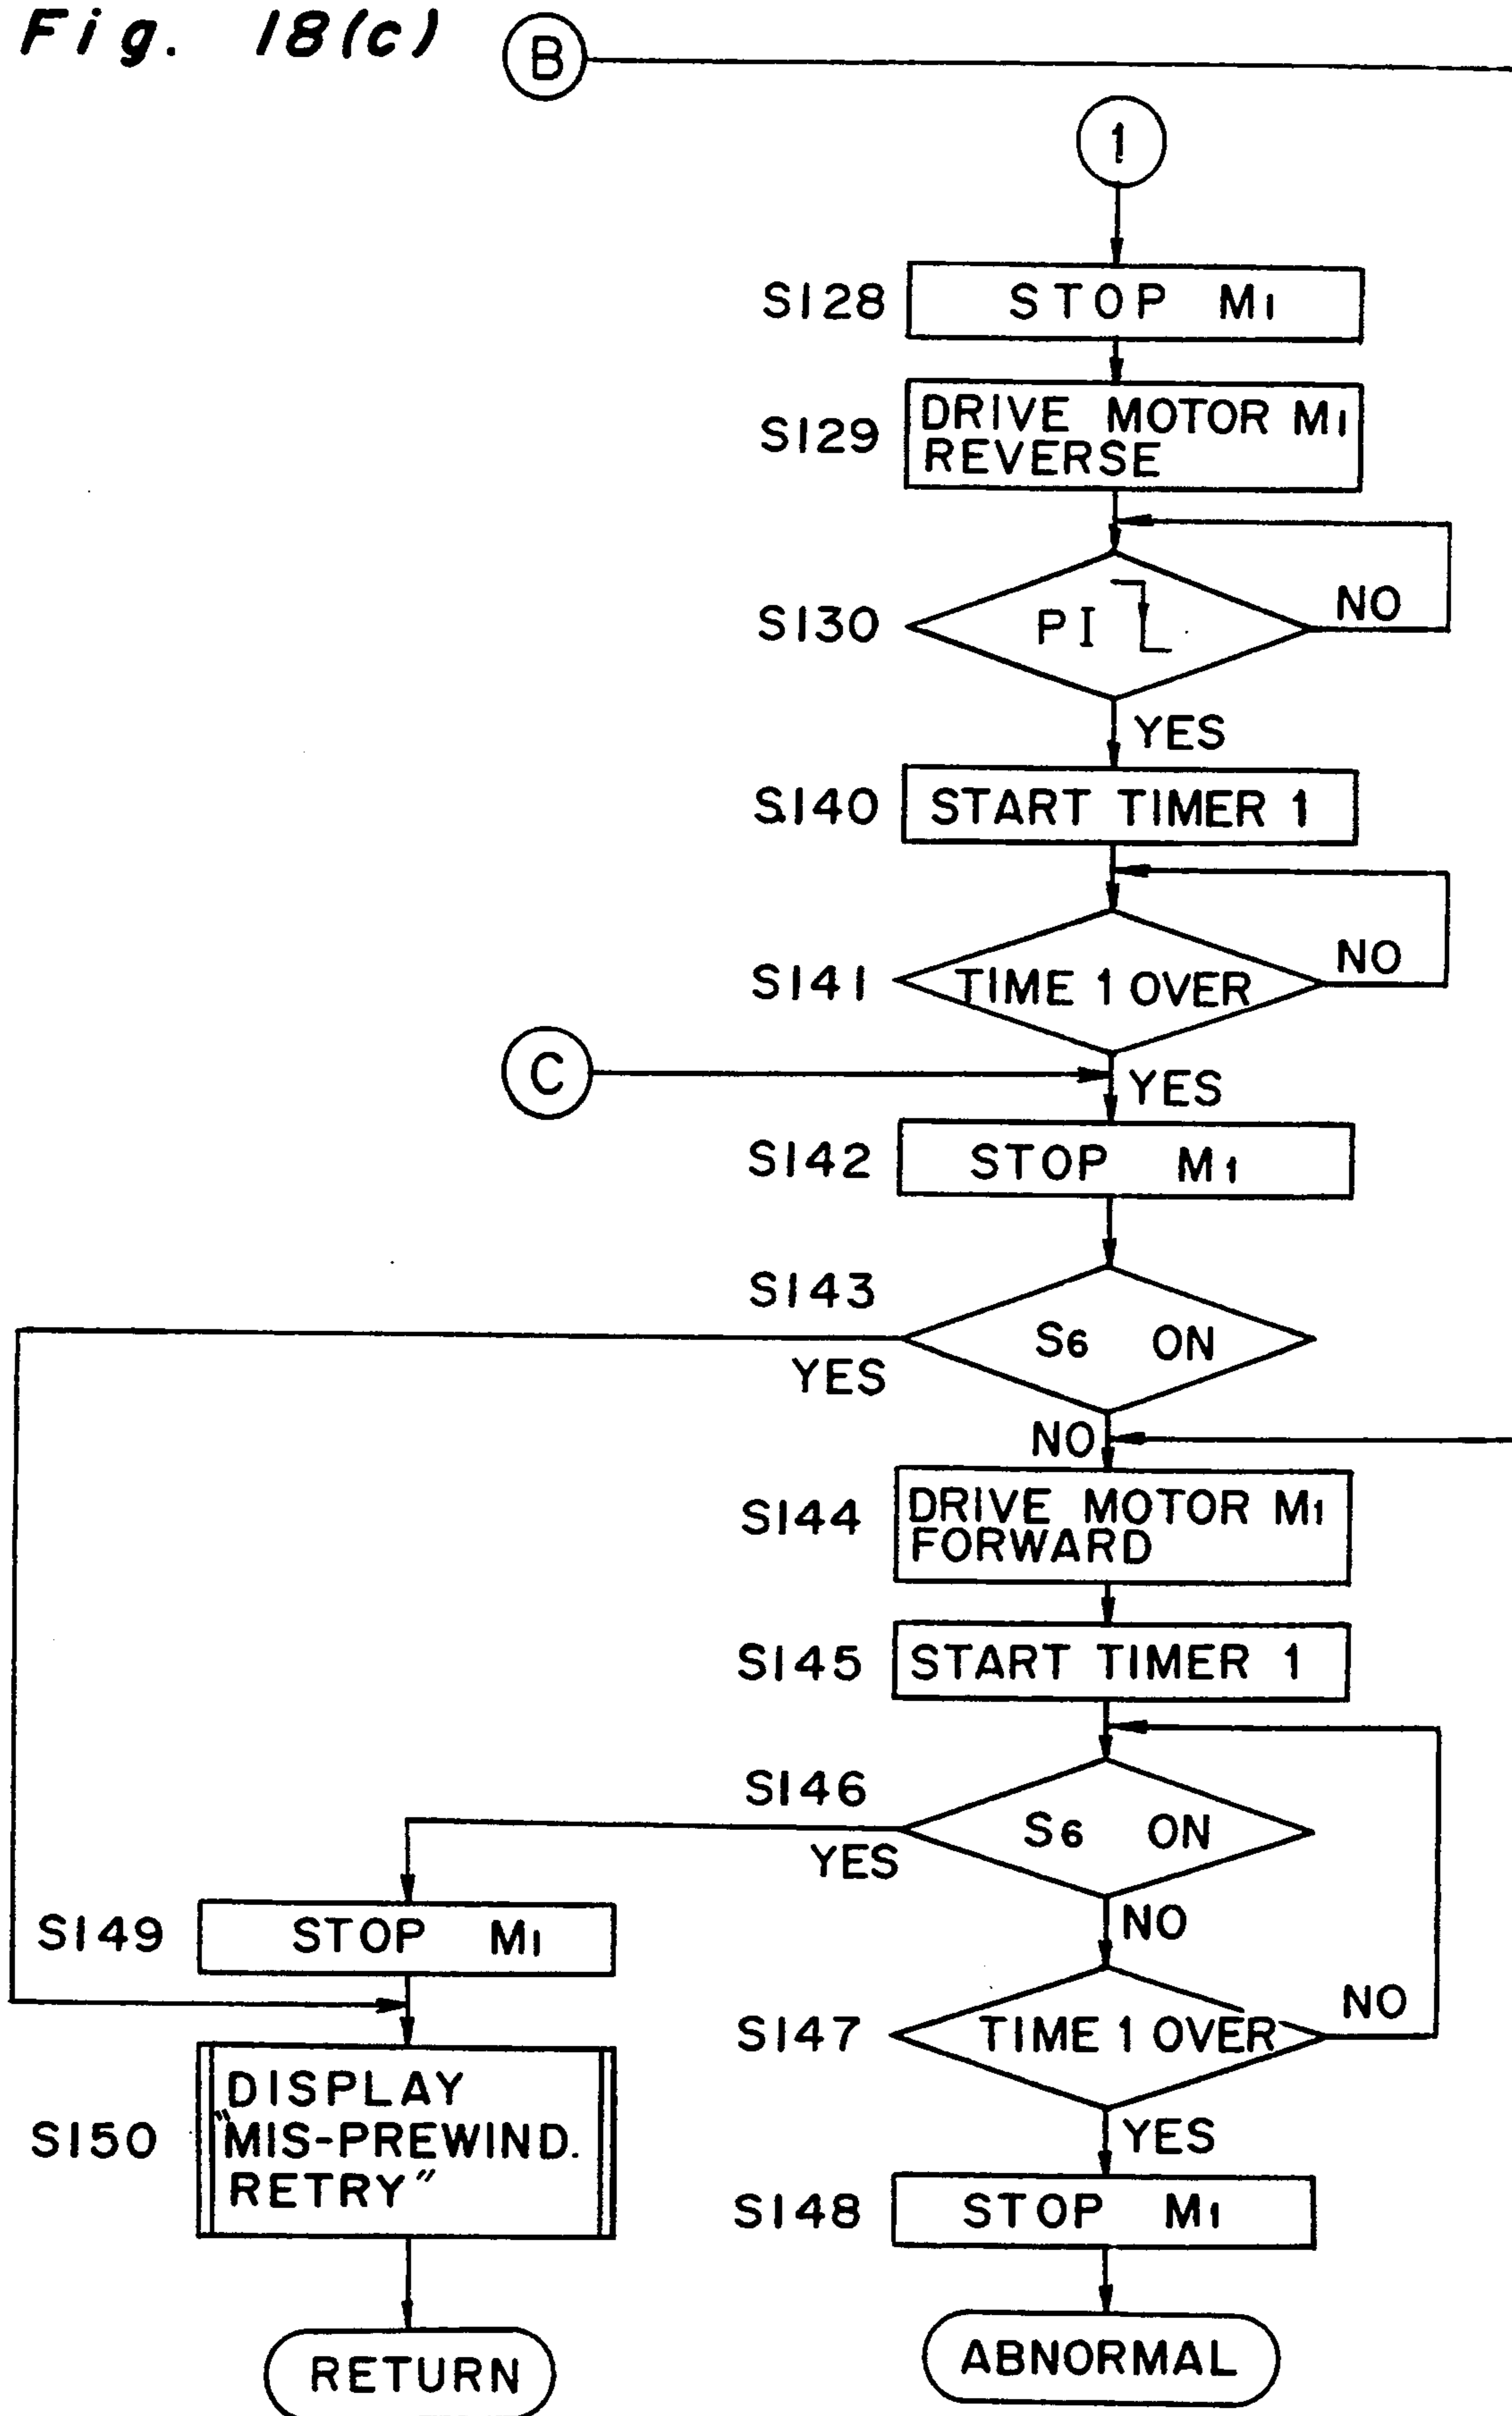 Fig. 18(c)
B
1
S128
STOP M1
S129
DRIVE MOTOR M1
REVERSE
S130
PI
NO
YES
S140
START TIMER 1
S141
TIME 1 OVER
NO
C
YES
S142
STOP M1
S143
S6 ON
YES
NO
S144
DRIVE MOTOR M1
FORWARD
S145
START TIMER 1
S146
S6 ON
YES
NO
S149
STOP M1
S147
TIME 1 OVER
NO
S150
DISPLAY
"MIS-PREWIND.
RETRY"
YES
S148
STOP M1
RETURN
ABNORMAL